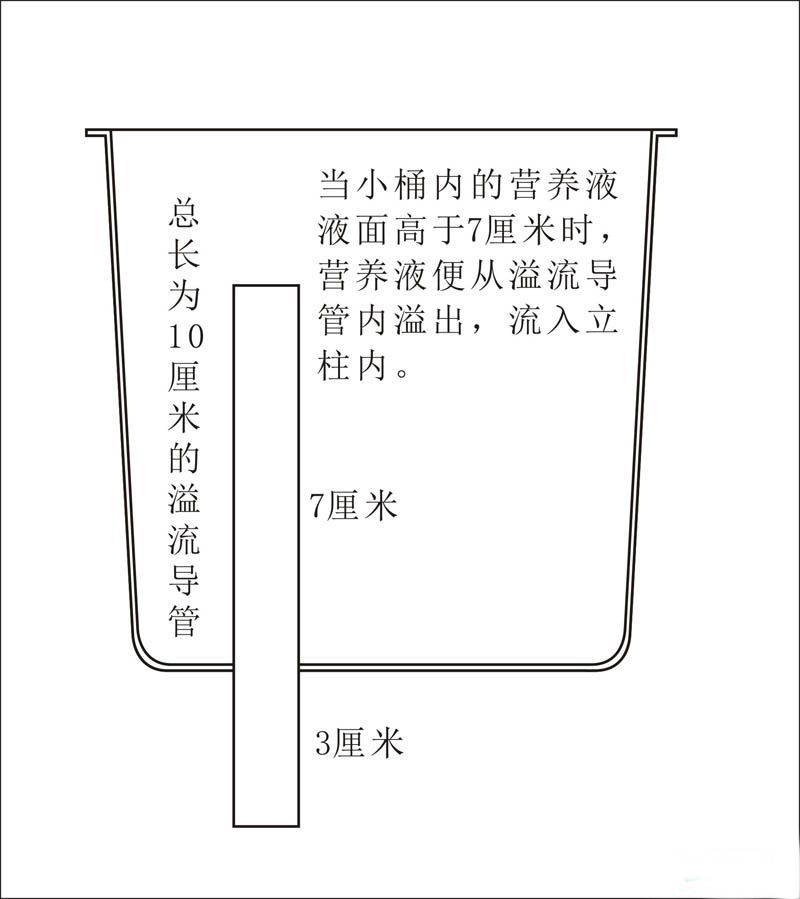 总长为10厘米的溢流导管
当小桶内的营养液
液面高于7厘米时，
营养液便从溢流导
管内溢出，流入立
柱内。
7厘米
3厘米